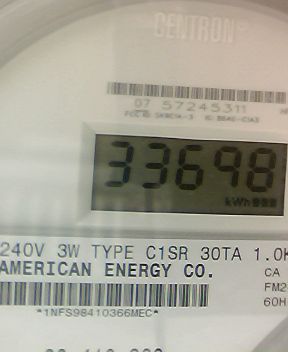 CENTRON
07 57245311
33698
kWh
240V 3W TYPE C1SR 30TA 1.0K
AMERICAN ENERGY CO.
CA
FM2
60H
*1NFS98410366MEC*